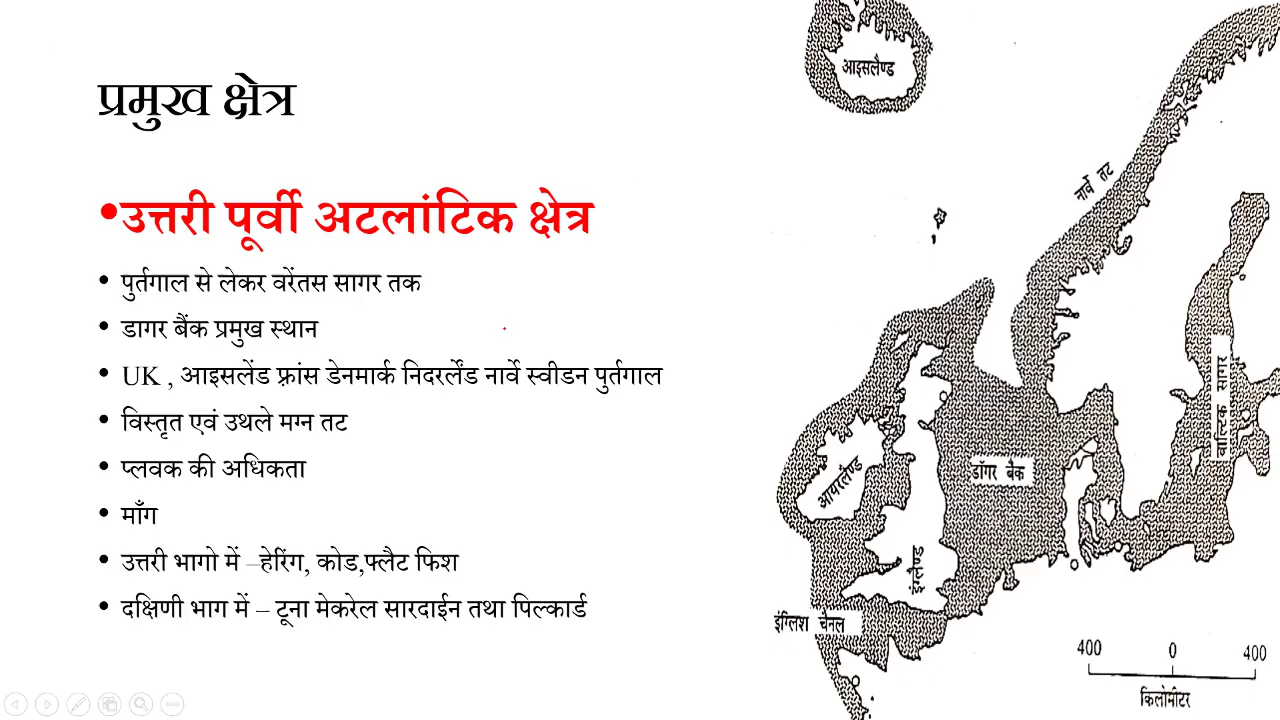 प्रमुख क्षेत्र
•उत्तरी पूर्वी अटलांटिक क्षेत्र
• पुर्तगाल से लेकर वरेंतस सागर तक
• डागर बैंक प्रमुख स्थान
• UK , आइसलेंड फ्रांस डेनमार्क निदरलेंड नार्वे स्वीडन पुर्तगाल
• विस्तृत एवं उथले मग्न तट
• प्लवक की अधिकता
• माँग
• उत्तरी भागो में –हेरिंग, कोड,फ्लैट फिश
• दक्षिणी भाग में – टूना मेकरेल सारदाईन तथा पिल्कार्ड
आइसलैण्ड
नार्वे तट
बाल्टिक सागर
डॉगर बैंक
आयरलैण्ड
इंग्लैण्ड
इंग्लिश चैनल
400 0 400
किलोमीटर